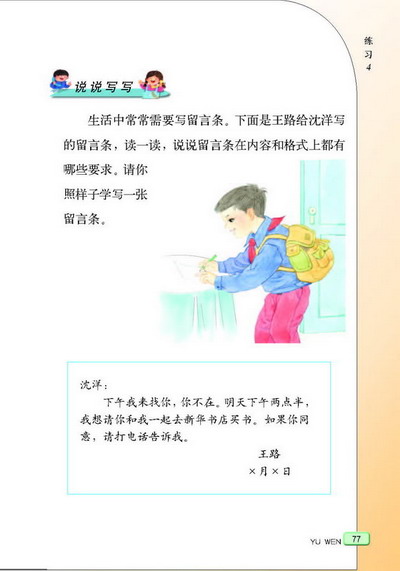 练习4
说说写写
生活中常常需要写留言条。下面是王路给沈洋写
的留言条，读一读，说说留言条在内容和格式上都有
哪些要求。请你
照样子学写一张
留言条。
沈洋：
下午我来找你，你不在。明天下午两点半，
我想请你和我一起去新华书店买书。如果你同
意，请打电话告诉我。
王路
×月×日
YU WEN 77